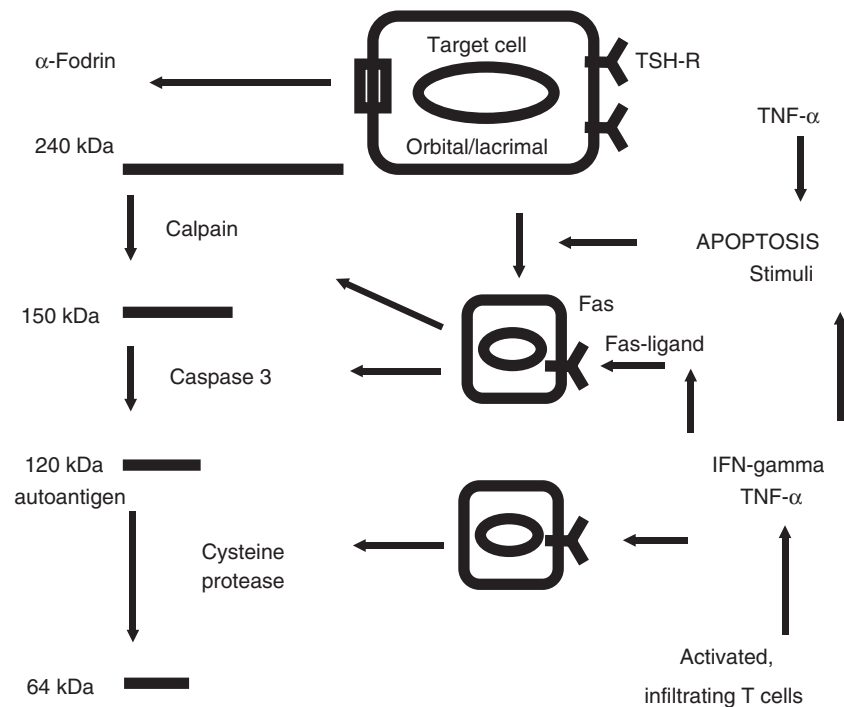 α-Fodrin
Target cell
TSH-R
TNF-α
240 kDa
Orbital/lacrimal
Calpain
APOPTOSIS
Stimuli
150 kDa
Fas
Fas-ligand
Caspase 3
120 kDa
autoantigen
IFN-gamma
TNF-α
Cysteine
protease
Activated,
infiltrating T cells
64 kDa